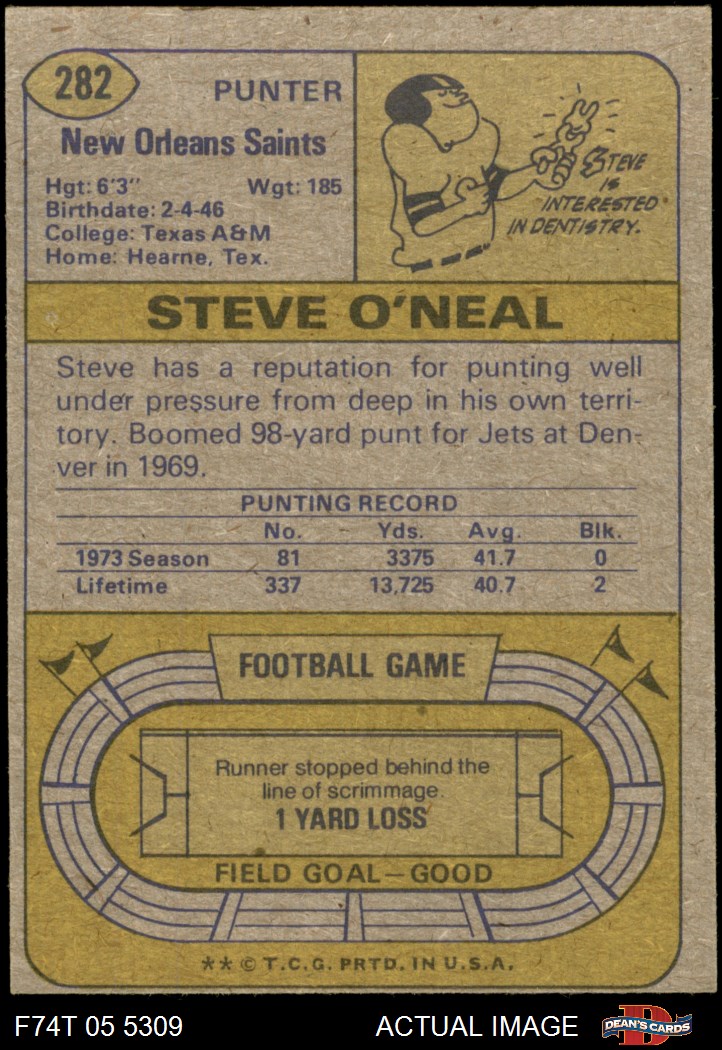 282
PUNTER
New Orleans Saints
Hgt: 6'3" Wgt: 185
Birthdate: 2-4-46
College: Texas A&M
Home: Hearne, Tex.
STEVE
IS
INTERESTED
IN DENTISTRY.
STEVE O'NEAL
Steve has a reputation for punting well
under pressure from deep in his own terri-
tory. Boomed 98-yard punt for Jets at Den-
ver in 1969.
PUNTING RECORD
No. Yds. Avg. Blk.
1973 Season 81 3375 41.7 0
Lifetime 337 13,725 40.7 2
FOOTBALL GAME
Runner stopped behind the
line of scrimmage.
1 YARD LOSS
FIELD GOAL—GOOD
** © T.C.G. PRTD. IN U.S.A.
F74T 05 5309 ACTUAL IMAGE
D
DEAN'S CARDS